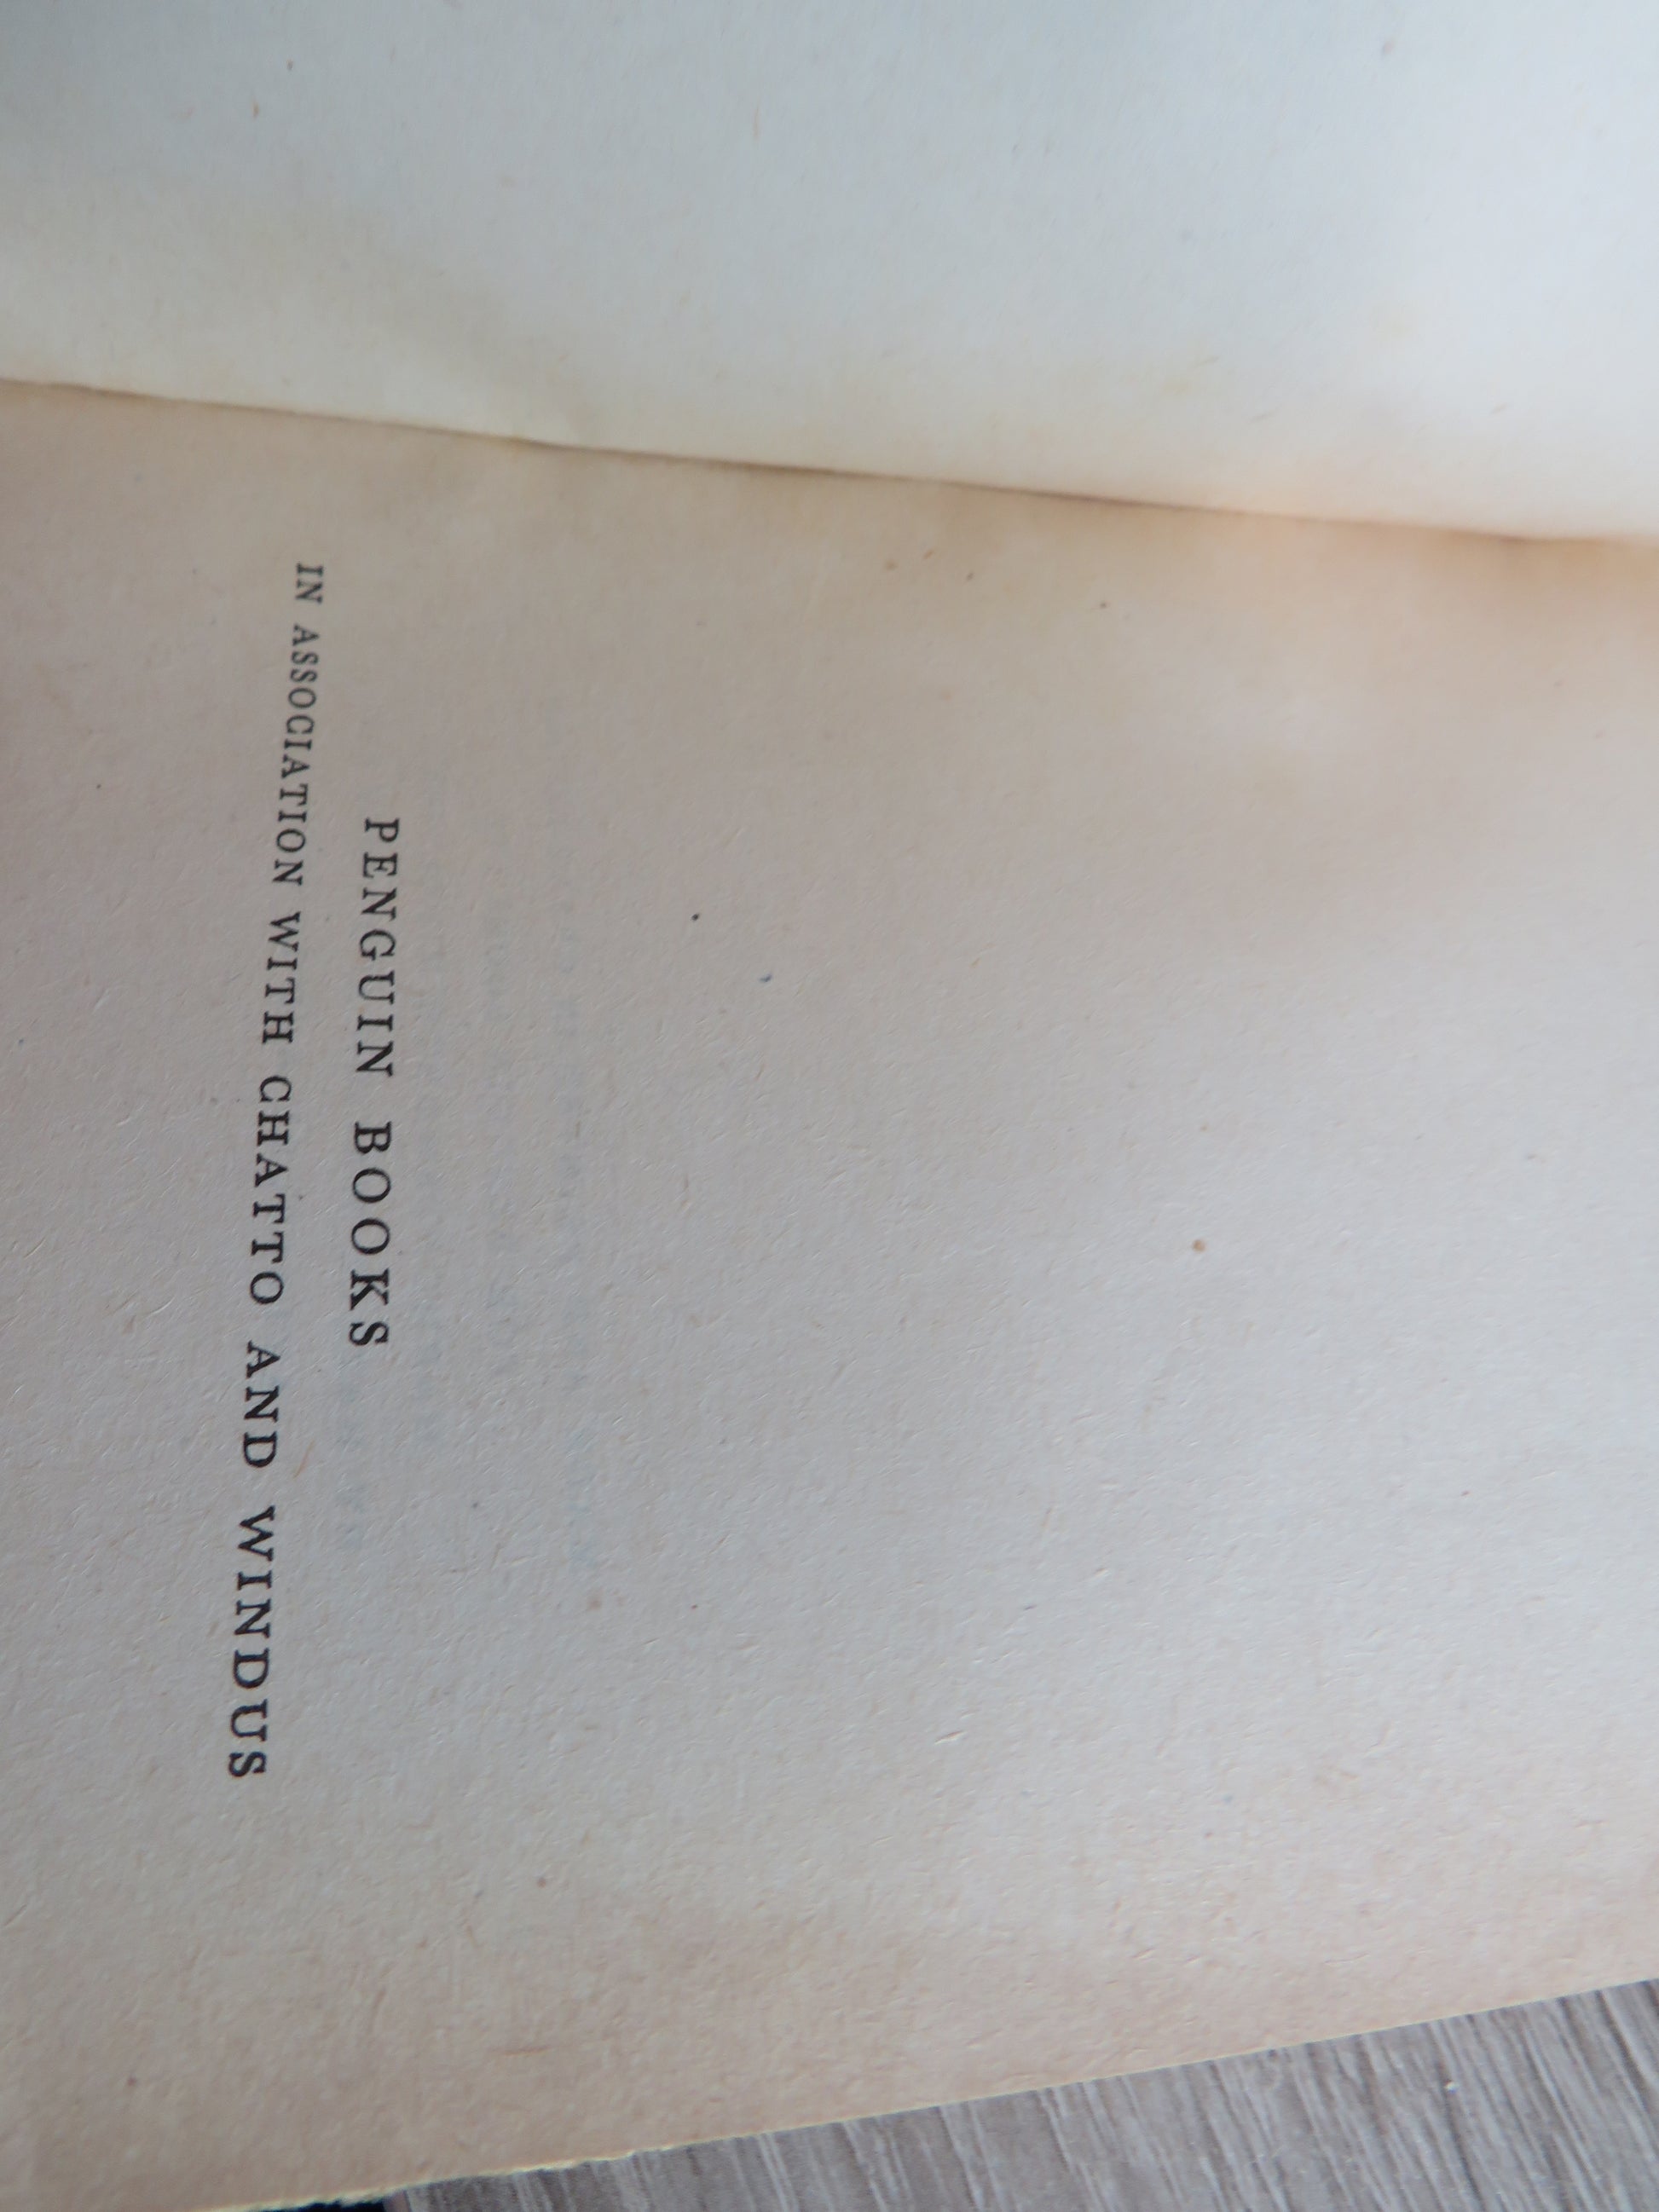 PENGUIN BOOKS
IN ASSOCIATION WITH CHATTO AND WINDUS